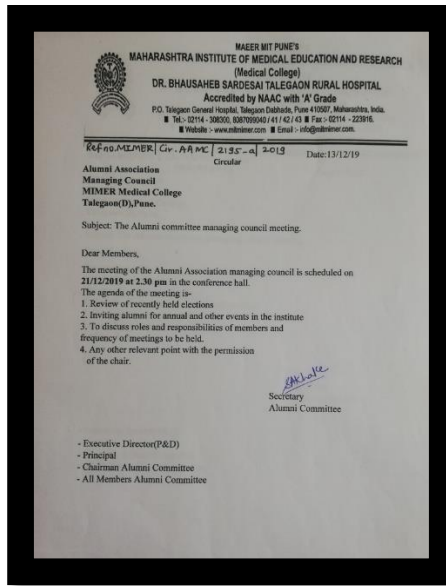 MAEER MIT PUNE'S
MAHARASHTRA INSTITUTE OF MEDICAL EDUCATION AND RESEARCH
(Medical College)
DR. BHAUSAHEB SARDESAI TALEGAON RURAL HOSPITAL
Accredited by NAAC with 'A' Grade
P.O. Talegaon General Hospital, Talegaon Dabhade, Pune 410507, Maharashtra, India.
■ Tel.:- 02114 - 308300, 8087099040 / 41 / 42 / 43 ■ Fax :- 02114 - 223916.
■ Website :- www.mitmimer.com ■ Email :- info@mitmimer.com.
Ref no. MIMER/Cir. AAMC/2195-a/2019
Circular
Date:13/12/19
Alumni Association
Managing Council
MIMER Medical College
Talegaon(D),Pune.
Subject: The Alumni committee managing council meeting.
Dear Members,
The meeting of the Alumni Association managing council is scheduled on
21/12/2019 at 2.30 pm in the conference hall.
The agenda of the meeting is-
1. Review of recently held elections
2. Inviting alumni for annual and other events in the institute
3. To discuss roles and responsibilities of members and
frequency of meetings to be held.
4. Any other relevant point with the permission
of the chair.
Secretary
Alumni Committee
- Executive Director(P&D)
- Principal
- Chairman Alumni Committee
- All Members Alumni Committee